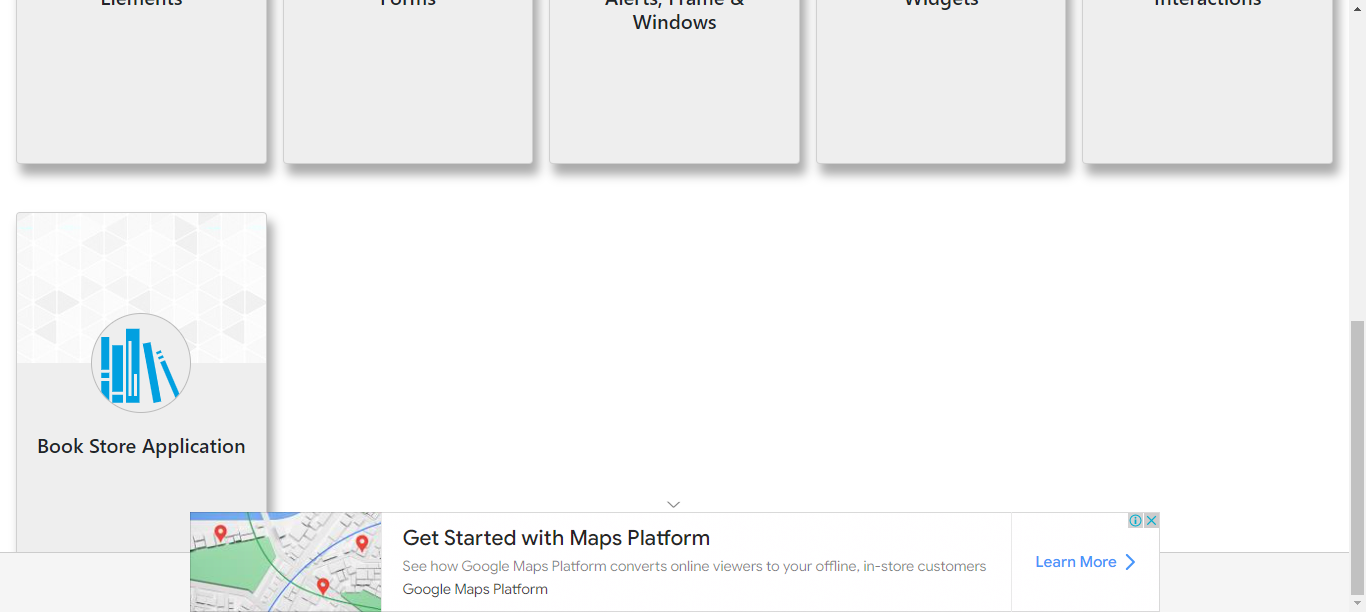 Elements
Forms
Alerts, Frame &
Windows
Widgets
Interactions
Book Store Application
Get Started with Maps Platform
See how Google Maps Platform converts online viewers to your offline, in-store customers
Google Maps Platform
Learn More